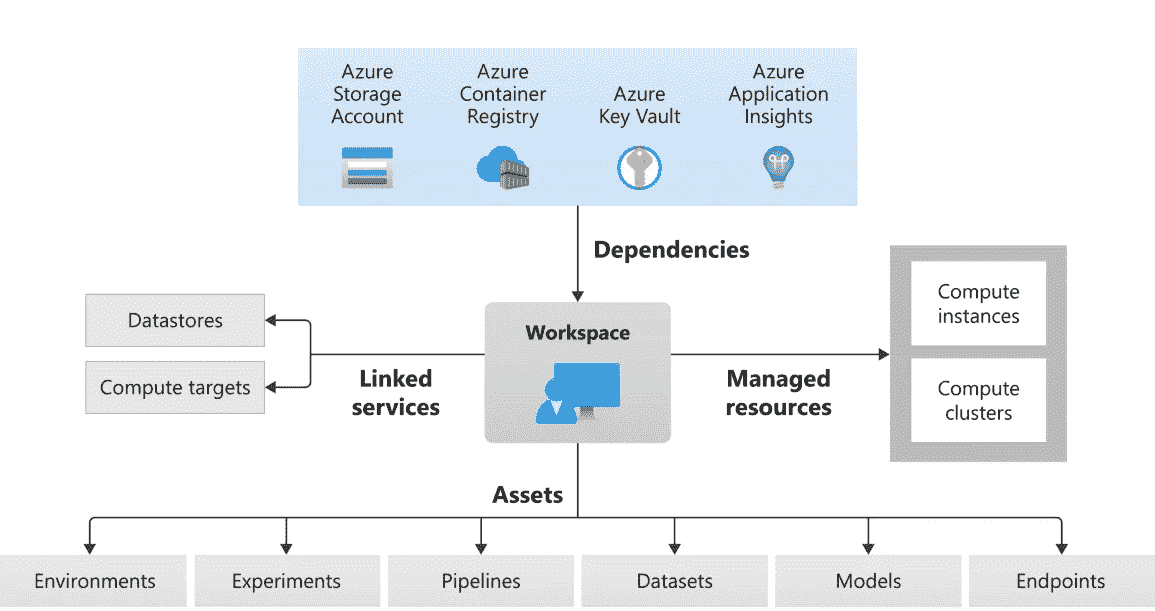 Azure
Storage
Account
Azure
Container
Registry
Azure
Key Vault
Azure
Application
Insights
Dependencies
Datastores
Compute targets
Linked
services
Workspace
Managed
resources
Compute
instances
Compute
clusters
Assets
Environments
Experiments
Pipelines
Datasets
Models
Endpoints